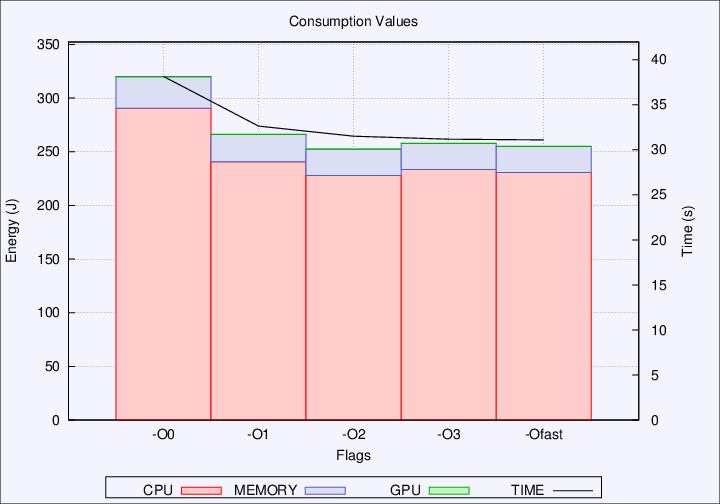 Consumption Values
350
300
250
200
150
100
50
0
Energy (J)
40
35
30
25
20
15
10
5
0
Time (s)
-O0 -O1 -O2 -O3 -Ofast
Flags
CPU MEMORY GPU TIME